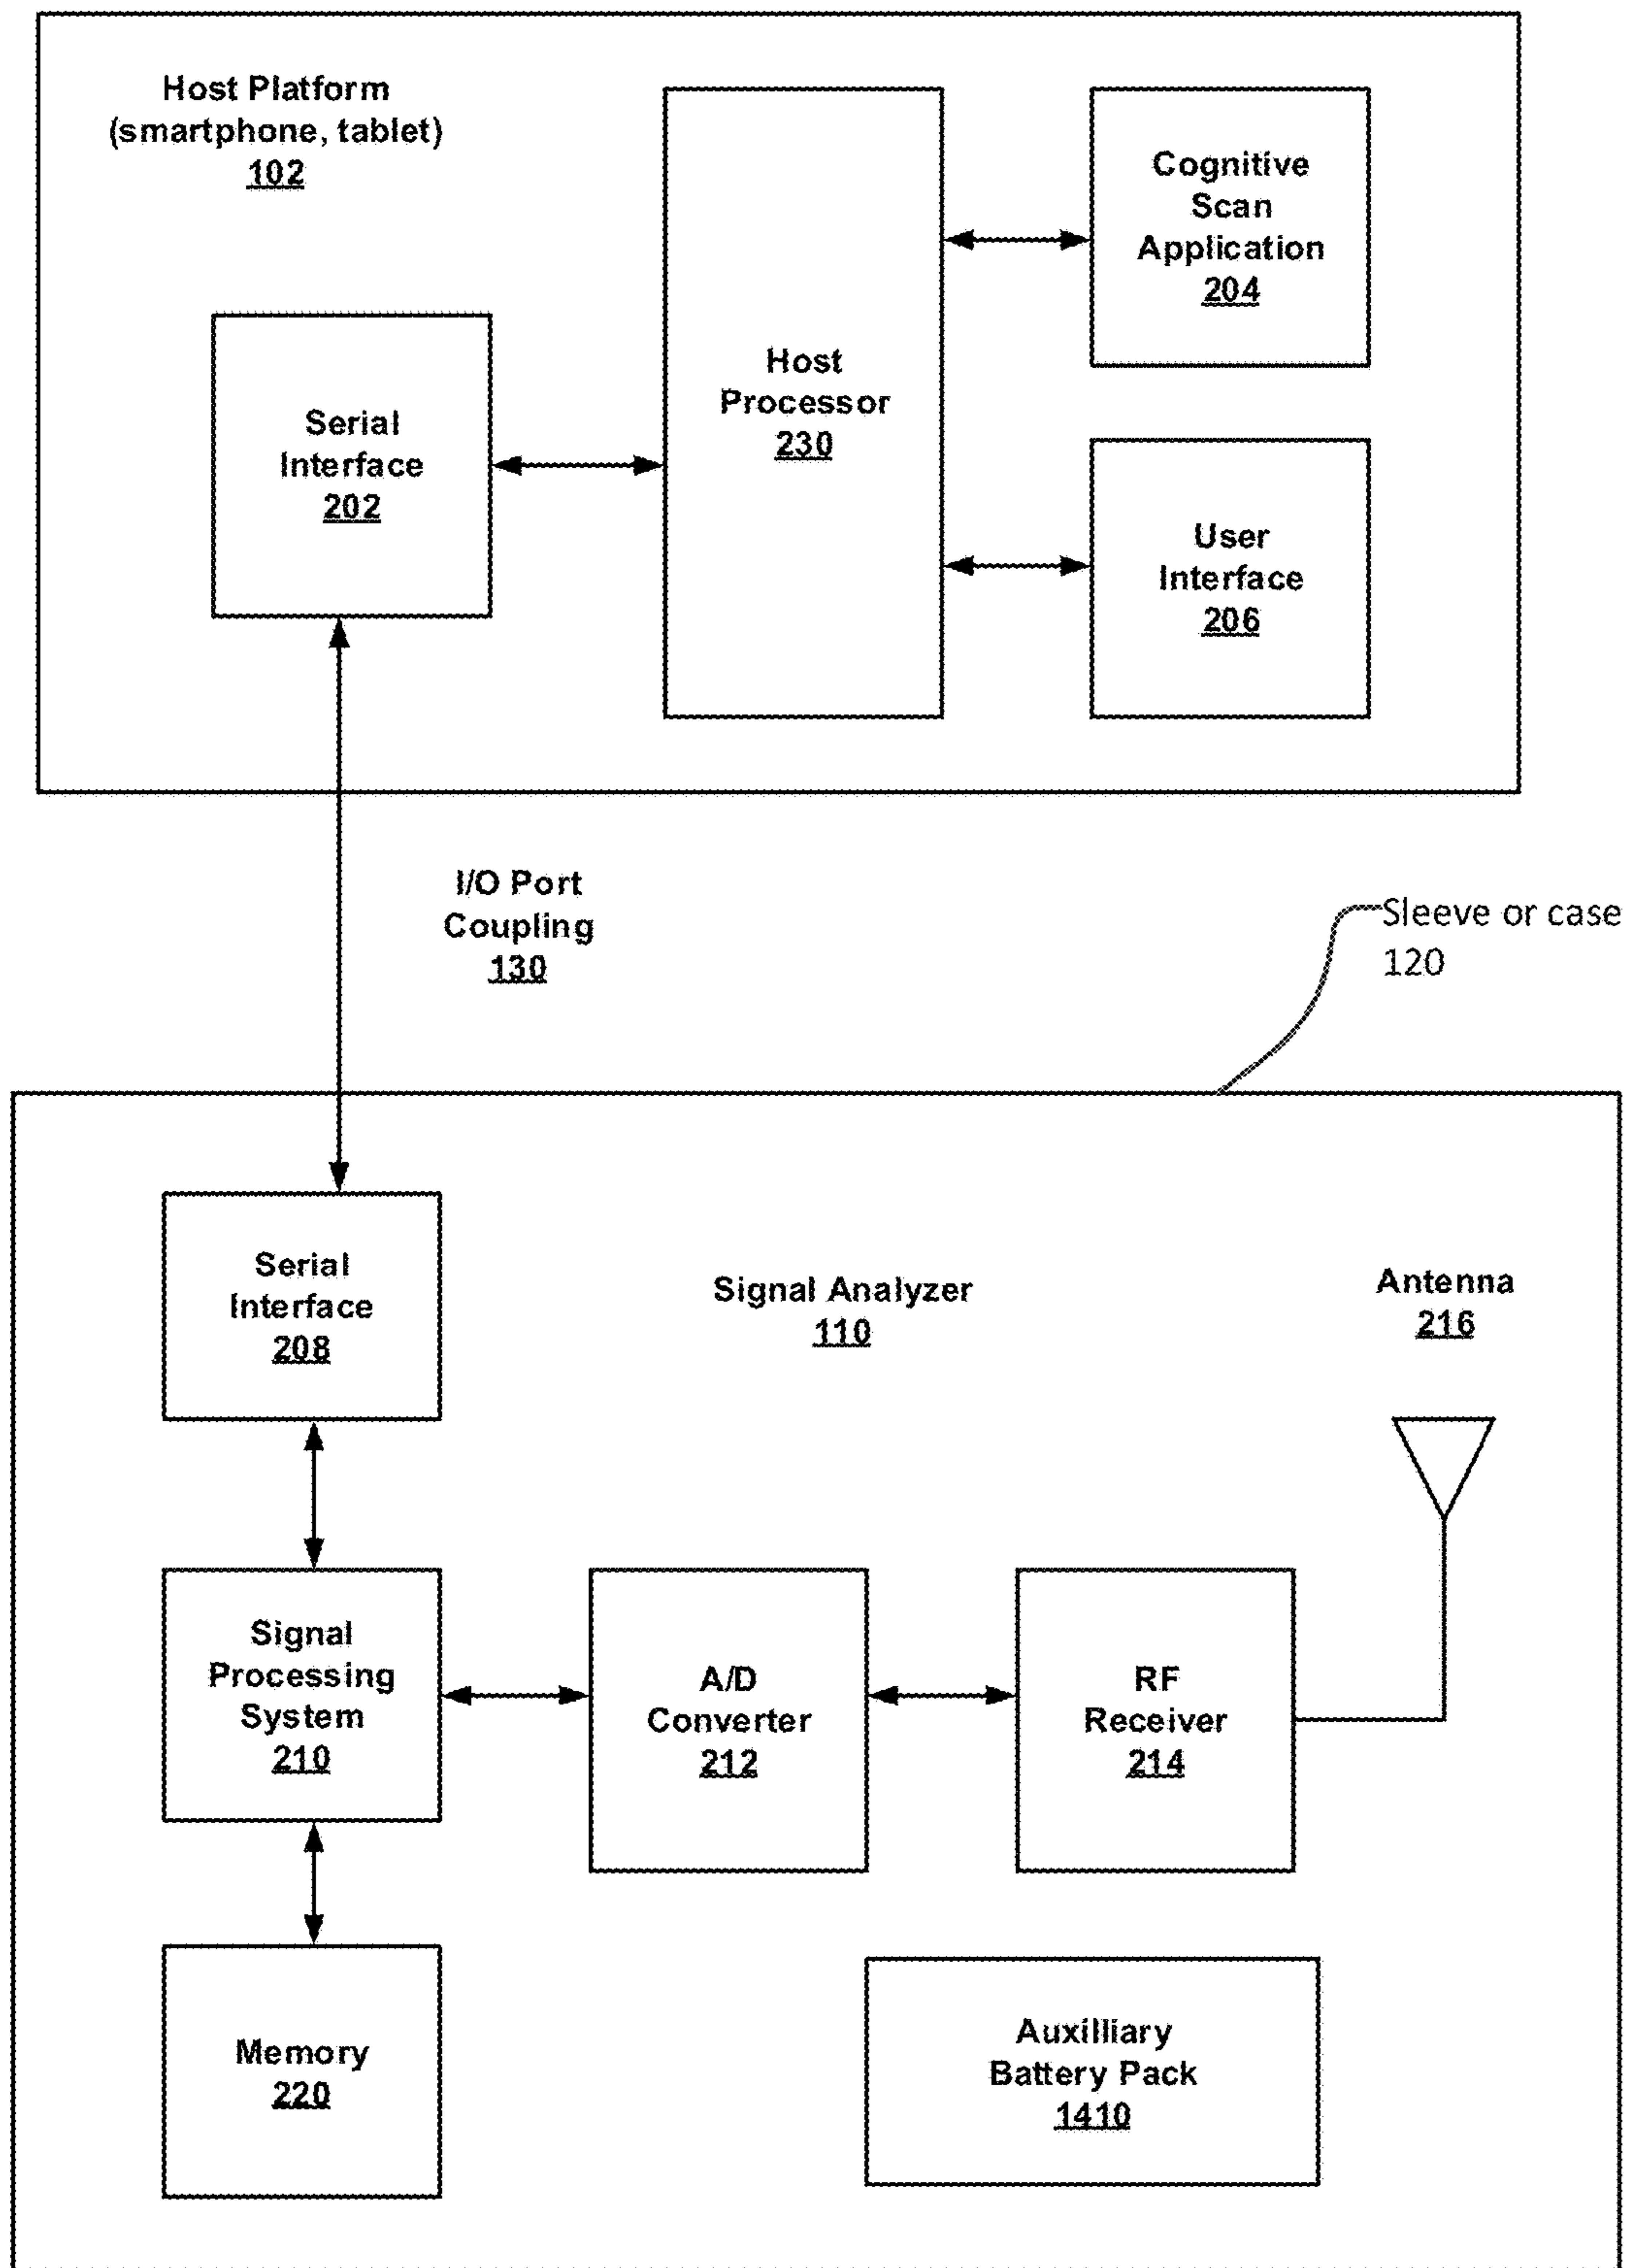 Host Platform
(smartphone, tablet)
102
Host
Processor
230
Cognitive
Scan
Application
204
Serial
Interface
202
User
Interface
206
I/O Port
Coupling
130
Sleeve or case
120
Serial
Interface
208
Signal Analyzer
110
Antenna
216
Signal
Processing
System
210
A/D
Converter
212
RF
Receiver
214
Memory
220
Auxilliary
Battery Pack
1410